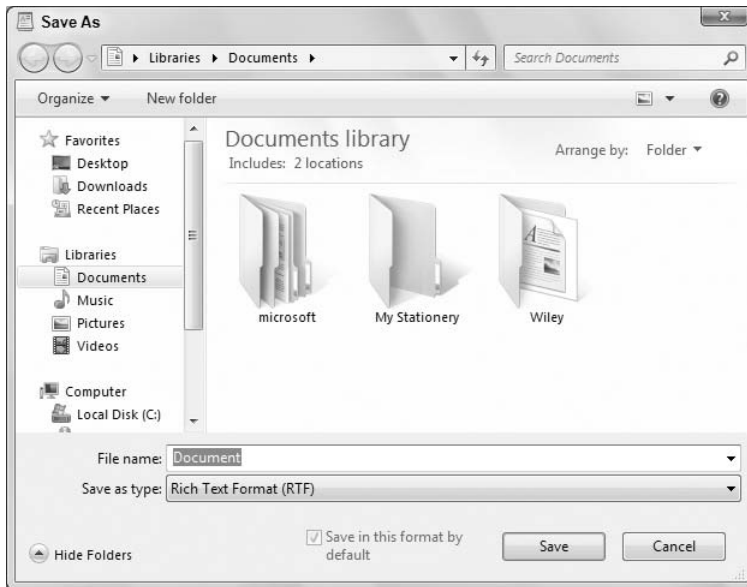 Save As
Libraries Documents
Search Documents
Organize New folder
Favorites
Desktop
Downloads
Recent Places
Libraries
Documents
Music
Pictures
Videos
Computer
Local Disk (C:)
Documents library
Includes: 2 locations
Arrange by: Folder
microsoft
My Stationery
Wiley
File name: Document
Save as type: Rich Text Format (RTF)
Hide Folders
Save in this format by
default
Save
Cancel